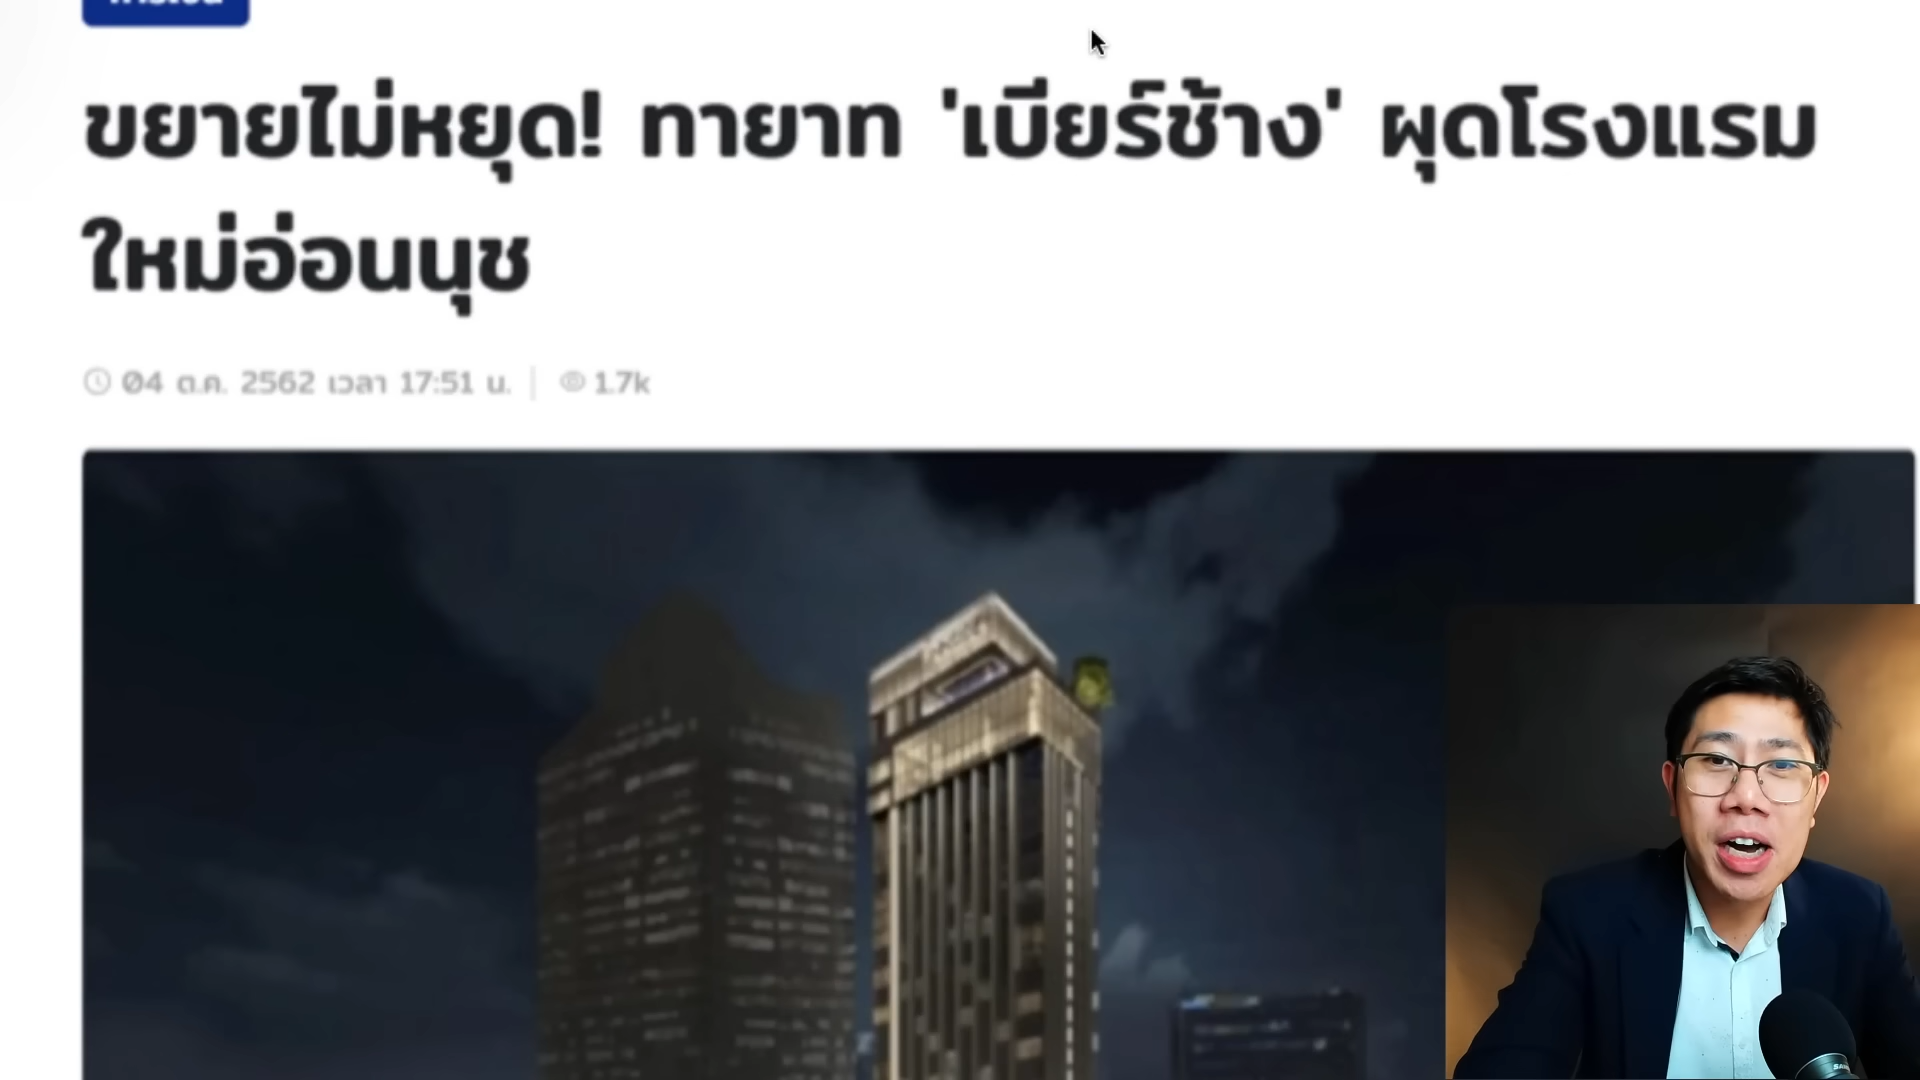 ขยายไม่หยุด! ทายาท 'เบียร์ช้าง' ผุดโรงแรม
ใหม่อ่อนนุช
04 ต.ค. 2562 เวลา 17:51 น. 1.7k